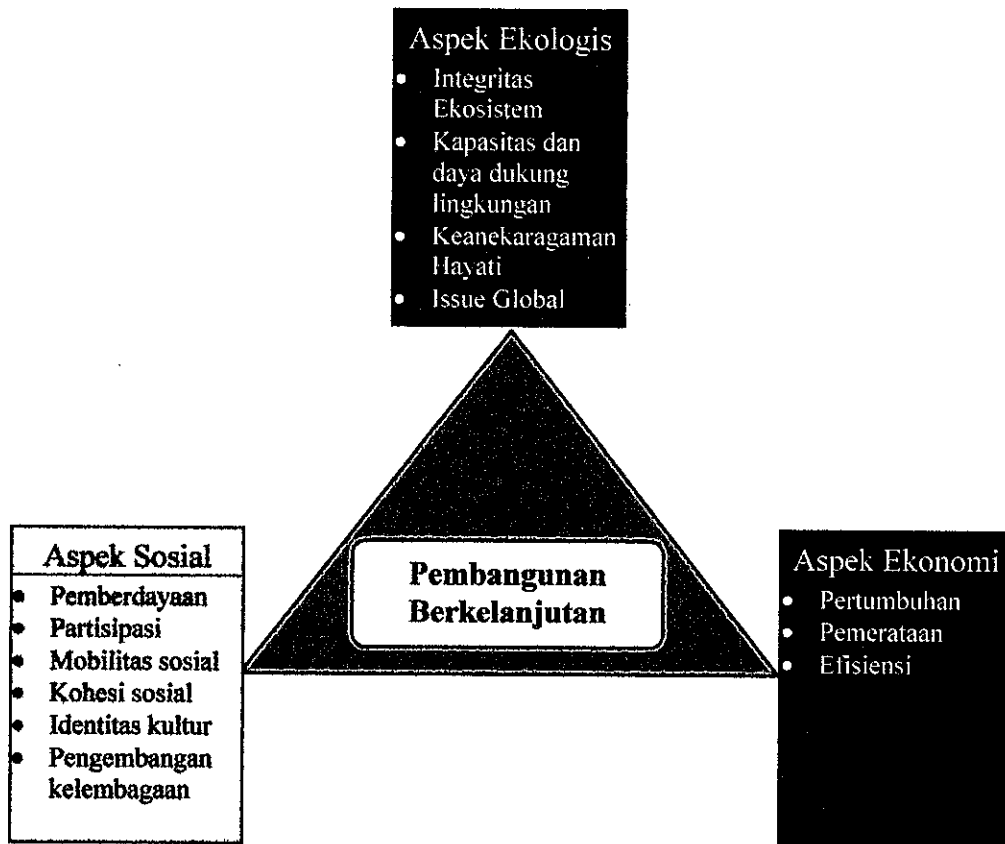 Aspek Ekologis
• Integritas
Ekosistem
• Kapasitas dan
daya dukung
lingkungan
• Keanekaragaman
Hayati
• Issue Global
Pembangunan
Berkelanjutan
Aspek Sosial
• Pemberdayaan
• Partisipasi
• Mobilitas sosial
• Kohesi sosial
• Identitas kultur
• Pengembangan
kelembagaan
Aspek Ekonomi
• Pertumbuhan
• Pemerataan
• Efisiensi